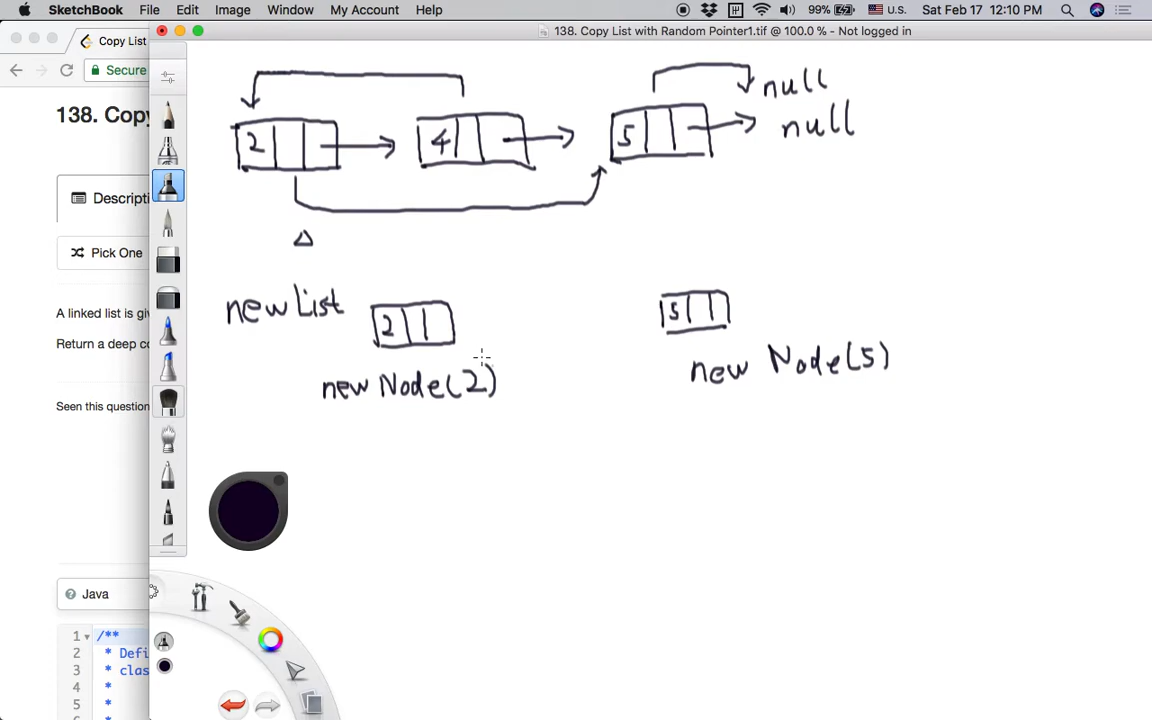 SketchBook File Edit Image Window My Account Help 99% U.S. Sat Feb 17 12:10 PM
Copy List
138. Copy List with Random Pointer1.tif @ 100.0 % - Not logged in
Secure
138. Copy
null
2 4 5 null
Descripti
Pick One
newList 2 5
A linked list is giv
Return a deep co
new Node(2) new Node(5)
Seen this question
Java
1 /**
2 * Defi
3 * clas
4 *
5 *
6 *